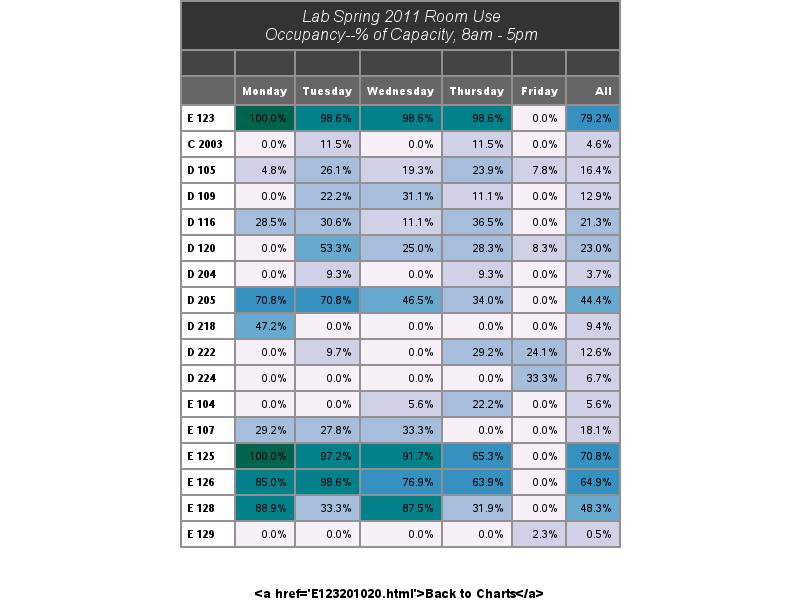 Lab Spring 2011 Room Use
Occupancy--% of Capacity, 8am - 5pm
Monday Tuesday Wednesday Thursday Friday All
E 123 100.0% 98.6% 98.6% 98.6% 0.0% 79.2%
C 2003 0.0% 11.5% 0.0% 11.5% 0.0% 4.6%
D 105 4.8% 26.1% 19.3% 23.9% 7.8% 16.4%
D 109 0.0% 22.2% 31.1% 11.1% 0.0% 12.9%
D 116 28.5% 30.6% 11.1% 36.5% 0.0% 21.3%
D 120 0.0% 53.3% 25.0% 28.3% 8.3% 23.0%
D 204 0.0% 9.3% 0.0% 9.3% 0.0% 3.7%
D 205 70.8% 70.8% 46.5% 34.0% 0.0% 44.4%
D 218 47.2% 0.0% 0.0% 0.0% 0.0% 9.4%
D 222 0.0% 9.7% 0.0% 29.2% 24.1% 12.6%
D 224 0.0% 0.0% 0.0% 0.0% 33.3% 6.7%
E 104 0.0% 0.0% 5.6% 22.2% 0.0% 5.6%
E 107 29.2% 27.8% 33.3% 0.0% 0.0% 18.1%
E 125 100.0% 97.2% 91.7% 65.3% 0.0% 70.8%
E 126 85.0% 98.6% 76.9% 63.9% 0.0% 64.9%
E 128 88.9% 33.3% 87.5% 31.9% 0.0% 48.3%
E 129 0.0% 0.0% 0.0% 0.0% 2.3% 0.5%
<a href='E123201020.html'>Back to Charts</a>